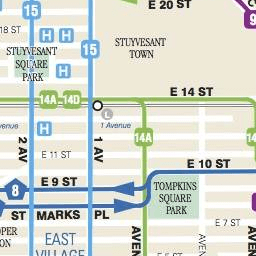 E 20 ST
9
15
H
18 ST
H
15
STUYVESANT
SQUARE
PARK
STUYVESANT
TOWN
H
H
14A
14D
E 14 ST
L
1 Avenue
Avenue
H
14A
2 AV
1 AV
E 11 ST
E 10 ST
8
E 9 ST
TOMPKINS
SQUARE
PARK
ST MARKS PL
E 7 ST
EAST
VILLAGE
AVEN
AVEN